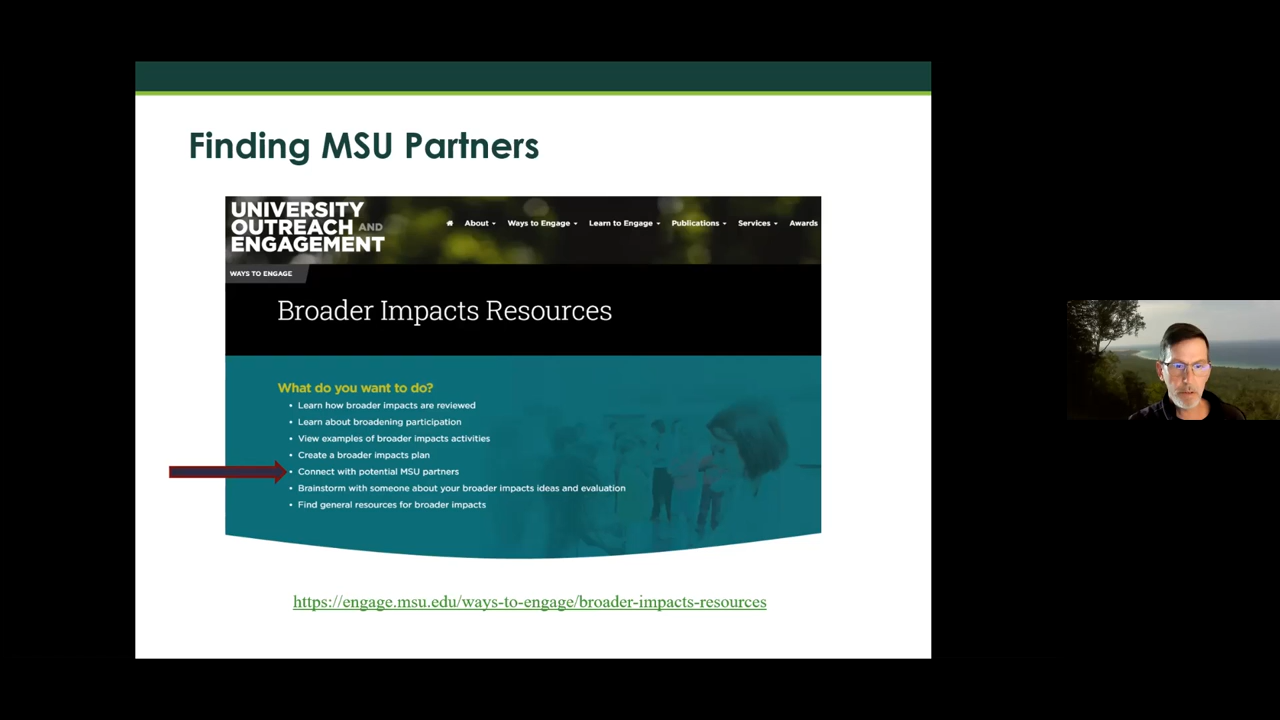 Finding MSU Partners
UNIVERSITY
OUTREACH AND
ENGAGEMENT
About
Ways to Engage
Learn to Engage
Publications
Services
Awards
WAYS TO ENGAGE
Broader Impacts Resources
What do you want to do?
• Learn how broader impacts are reviewed
• Learn about broadening participation
• View examples of broader impacts activities
• Create a broader impacts plan
• Connect with potential MSU partners
• Brainstorm with someone about your broader impacts ideas and evaluation
• Find general resources for broader impacts
https://engage.msu.edu/ways-to-engage/broader-impacts-resources